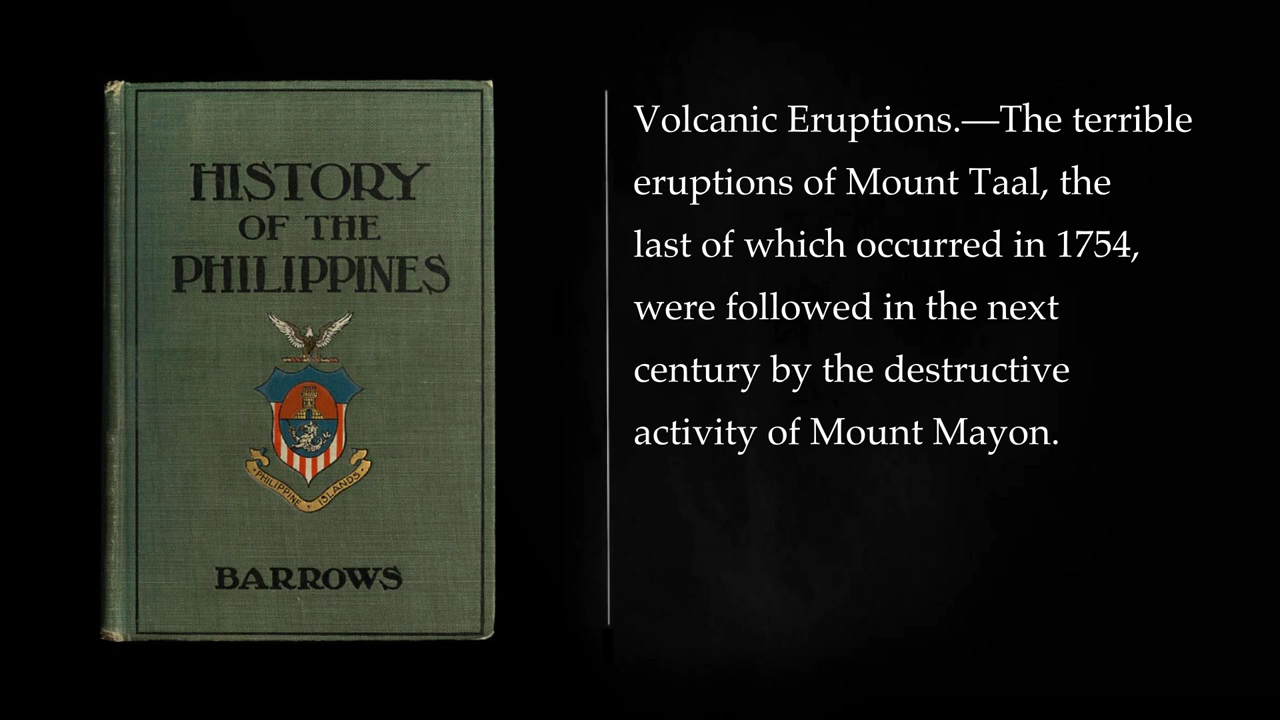 HISTORY
OF THE
PHILIPPINES
PHILIPPINE ISLANDS
BARROWS
Volcanic Eruptions.—The terrible
eruptions of Mount Taal, the
last of which occurred in 1754,
were followed in the next
century by the destructive
activity of Mount Mayon.